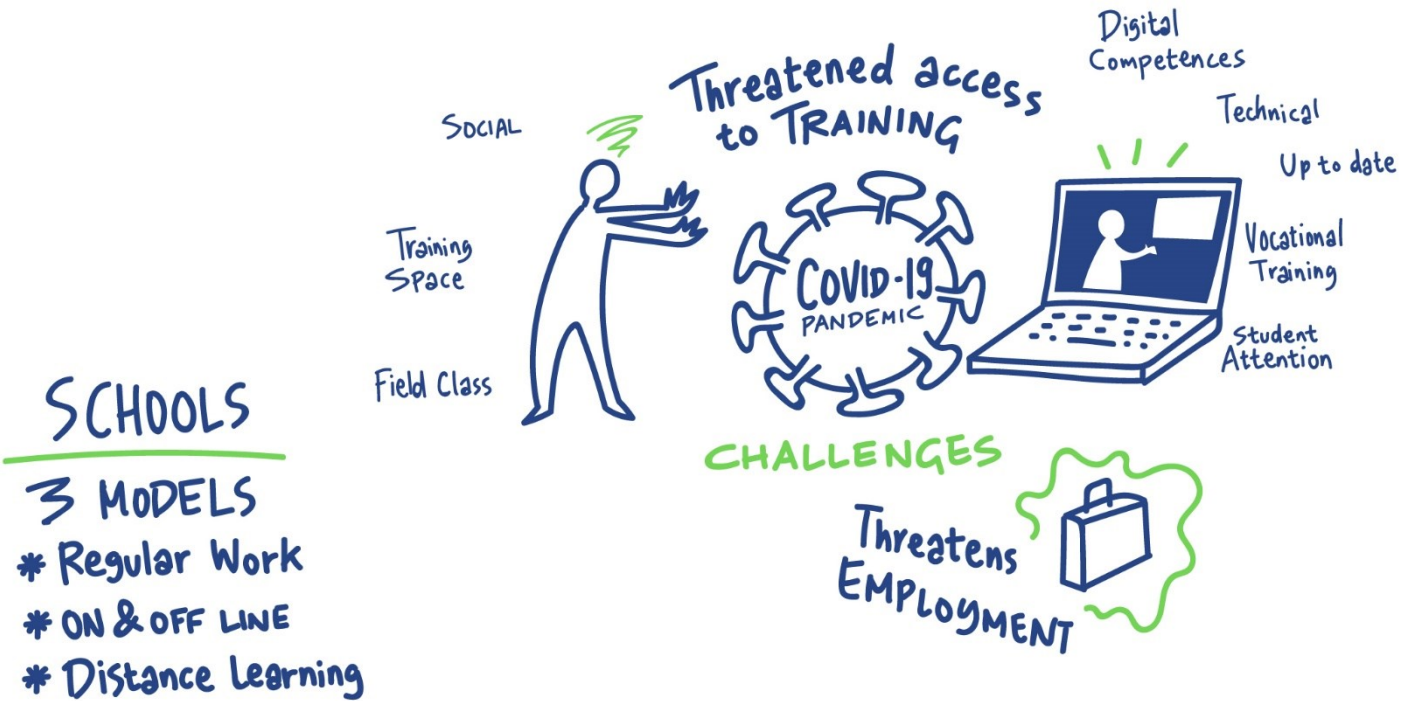 Threatened access
to TRAINING
SOCIAL
Training
Space
Field Class
COVID-19
PANDEMIC
Digital
Competences
Technical
Up to date
Vocational
Training
Student
Attention
CHALLENGES
Threatens
EMPLOYMENT
SCHOOLS
3 MODELS
* Regular Work
* ON & OFF LINE
* Distance Learning